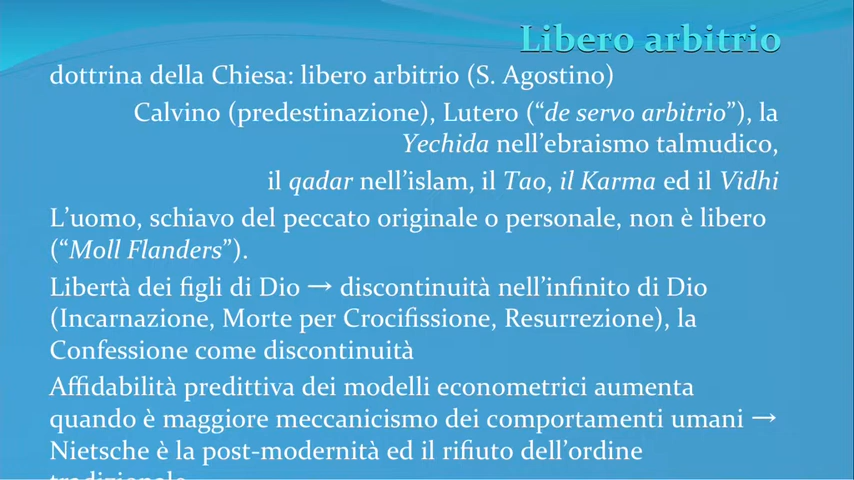 Libero arbitrio
dottrina della Chiesa: libero arbitrio (S. Agostino)
Calvino (predestinazione), Lutero (“de servo arbitrio”), la
Yechida nell’ebraismo talmudico,
il qadar nell’islam, il Tao, il Karma ed il Vidhi
L’uomo, schiavo del peccato originale o personale, non è libero
(“Moll Flanders”).
Libertà dei figli di Dio → discontinuità nell’infinito di Dio
(Incarnazione, Morte per Crocifissione, Resurrezione), la
Confessione come discontinuità
Affidabilità predittiva dei modelli econometrici aumenta
quando è maggiore meccanicismo dei comportamenti umani →
Nietsche è la post-modernità ed il rifiuto dell’ordine